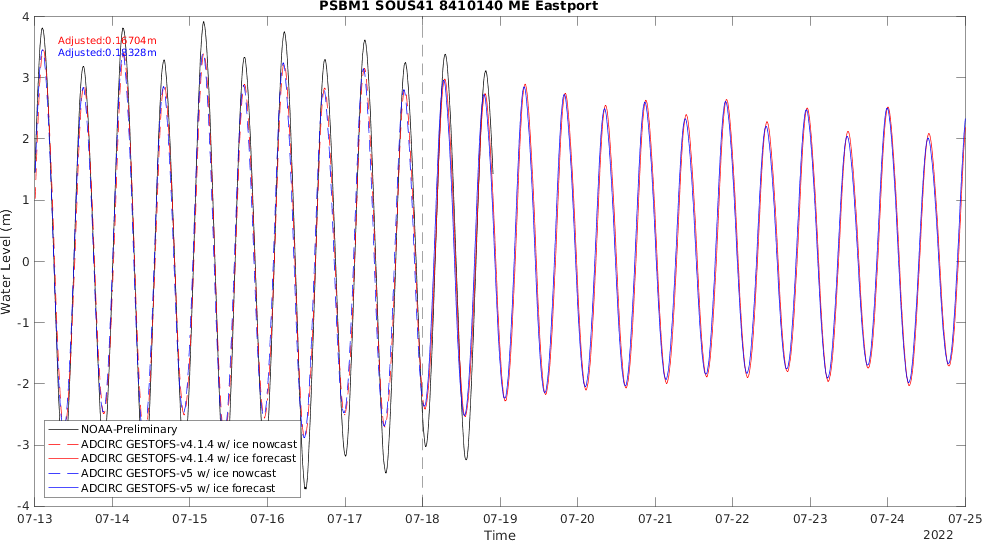 PSBM1 SOUS41 8410140 ME Eastport
4
3
2
1
0
-1
-2
-3
-4
Water Level (m)
Adjusted:0.16704m
Adjusted:0.18328m
NOAA-Preliminary
ADCIRC GESTOFS-v4.1.4 w/ ice nowcast
ADCIRC GESTOFS-v4.1.4 w/ ice forecast
ADCIRC GESTOFS-v5 w/ ice nowcast
ADCIRC GESTOFS-v5 w/ ice forecast
07-13 07-14 07-15 07-16 07-17 07-18 07-19 07-20 07-21 07-22 07-23 07-24 07-25
Time
2022